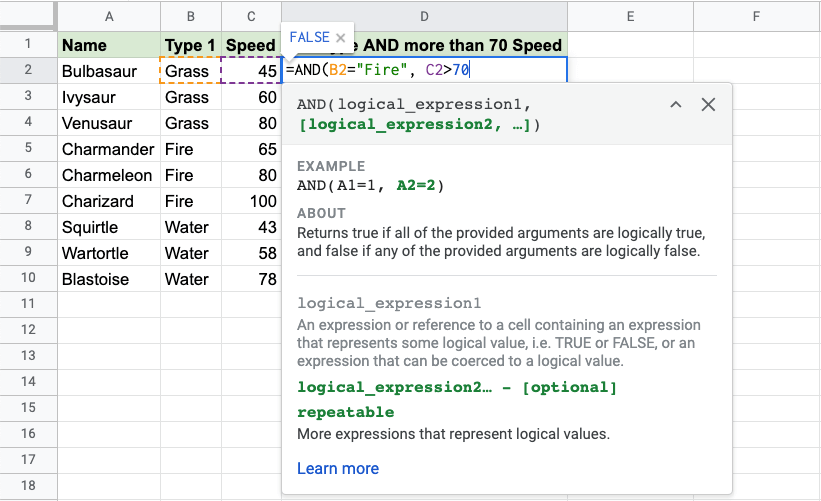 A B C D E F
FALSE ×
1 Name Type 1 Speed AND more than 70 Speed
2 Bulbasaur Grass 45 =AND(B2="Fire", C2>70
3 Ivysaur Grass 60
4 Venusaur Grass 80
5 Charmander Fire 65
6 Charmeleon Fire 80
7 Charizard Fire 100
8 Squirtle Water 43
9 Wartortle Water 58
10 Blastoise Water 78
11
12
13
14
15
16
17
18
AND(logical_expression1,
[logical_expression2, …])
EXAMPLE
AND(A1=1, A2=2)
ABOUT
Returns true if all of the provided arguments are logically true,
and false if any of the provided arguments are logically false.
logical_expression1
An expression or reference to a cell containing an expression
that represents some logical value, i.e. TRUE or FALSE, or an
expression that can be coerced to a logical value.
logical_expression2… - [optional]
repeatable
More expressions that represent logical values.
Learn more